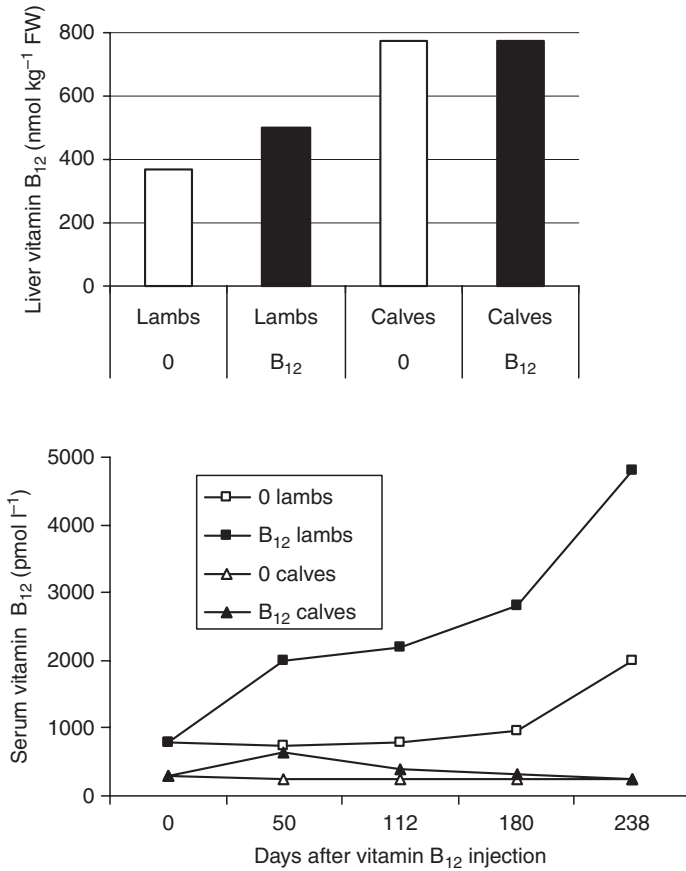 Liver vitamin B₁₂ (nmol kg⁻¹ FW)
800
600
400
200
0
Lambs Lambs Calves Calves
0 B₁₂ 0 B₁₂
Serum vitamin B₁₂ (pmol l⁻¹)
5000
4000
3000
2000
1000
0
0 lambs
B₁₂ lambs
0 calves
B₁₂ calves
0 50 112 180 238
Days after vitamin B₁₂ injection